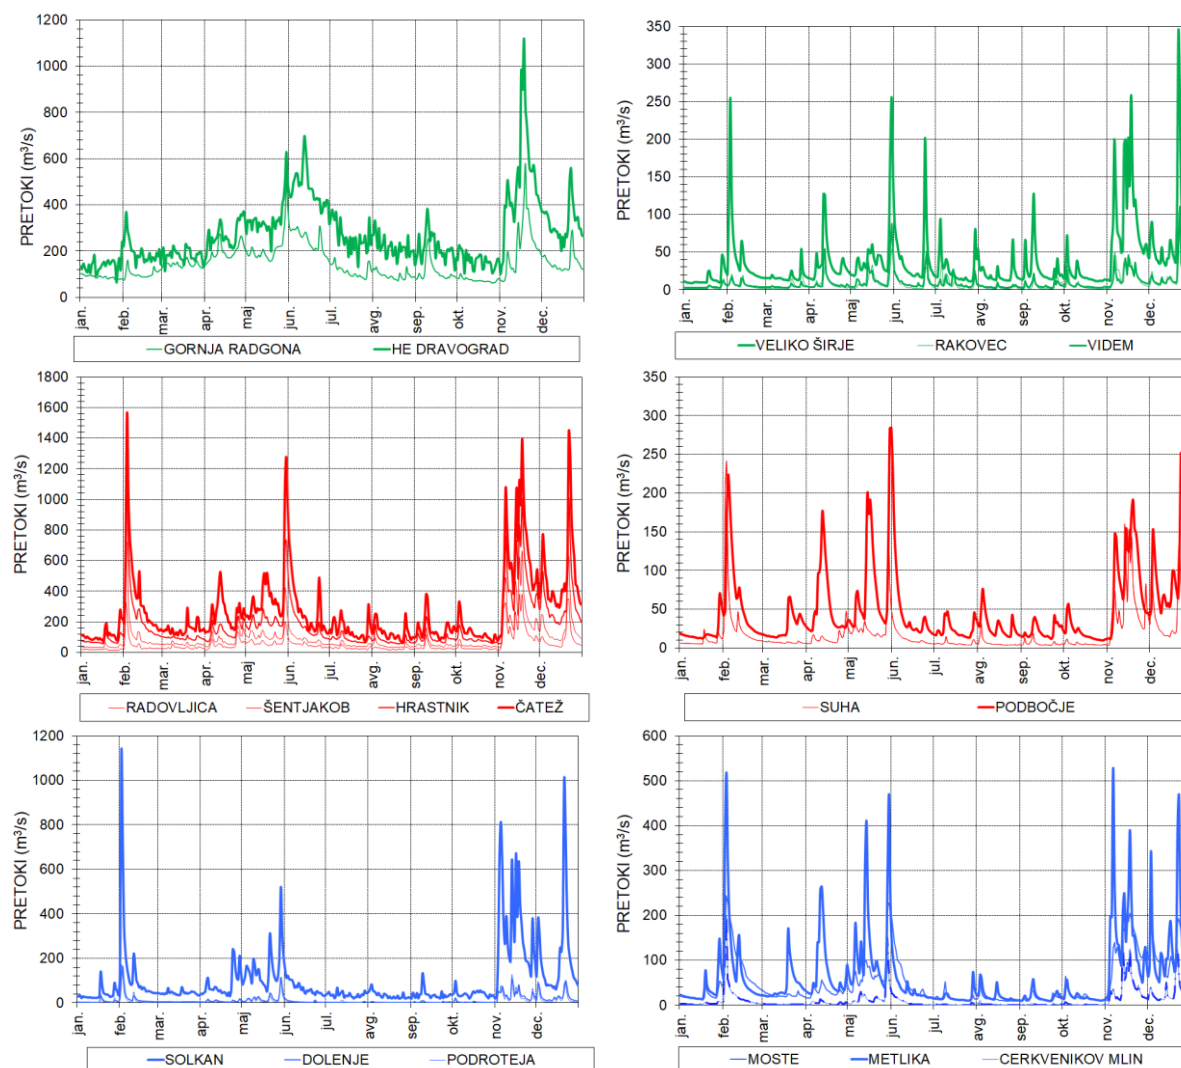 PRETOKI (m³/s)
1200
1000
800
600
400
200
0
jan. feb. mar. apr. maj jun. jul. avg. sep. okt. nov. dec.
GORNJA RADGONA HE DRAVOGRAD
PRETOKI (m³/s)
350
300
250
200
150
100
50
0
jan. feb. mar. apr. maj jun. jul. avg. sep. okt. nov. dec.
VELIKO ŠIRJE RAKOVEC VIDEM
PRETOKI (m³/s)
1800
1600
1400
1200
1000
800
600
400
200
0
jan. feb. mar. apr. maj jun. jul. avg. sep. okt. nov. dec.
RADOVLJICA ŠENTJAKOB HRASTNIK ČATEŽ
PRETOKI (m³/s)
350
300
250
200
150
100
50
0
jan. feb. mar. apr. maj jun. jul. avg. sep. okt. nov. dec.
SUHA PODBOČJE
PRETOKI (m³/s)
1200
1000
800
600
400
200
0
jan. feb. mar. apr. maj jun. jul. avg. sep. okt. nov. dec.
SOLKAN DOLENJE PODROTEJA
PRETOKI (m³/s)
600
500
400
300
200
100
0
jan. feb. mar. apr. maj jun. jul. avg. sep. okt. nov. dec.
MOSTE METLIKA CERKVENIKOV MLIN